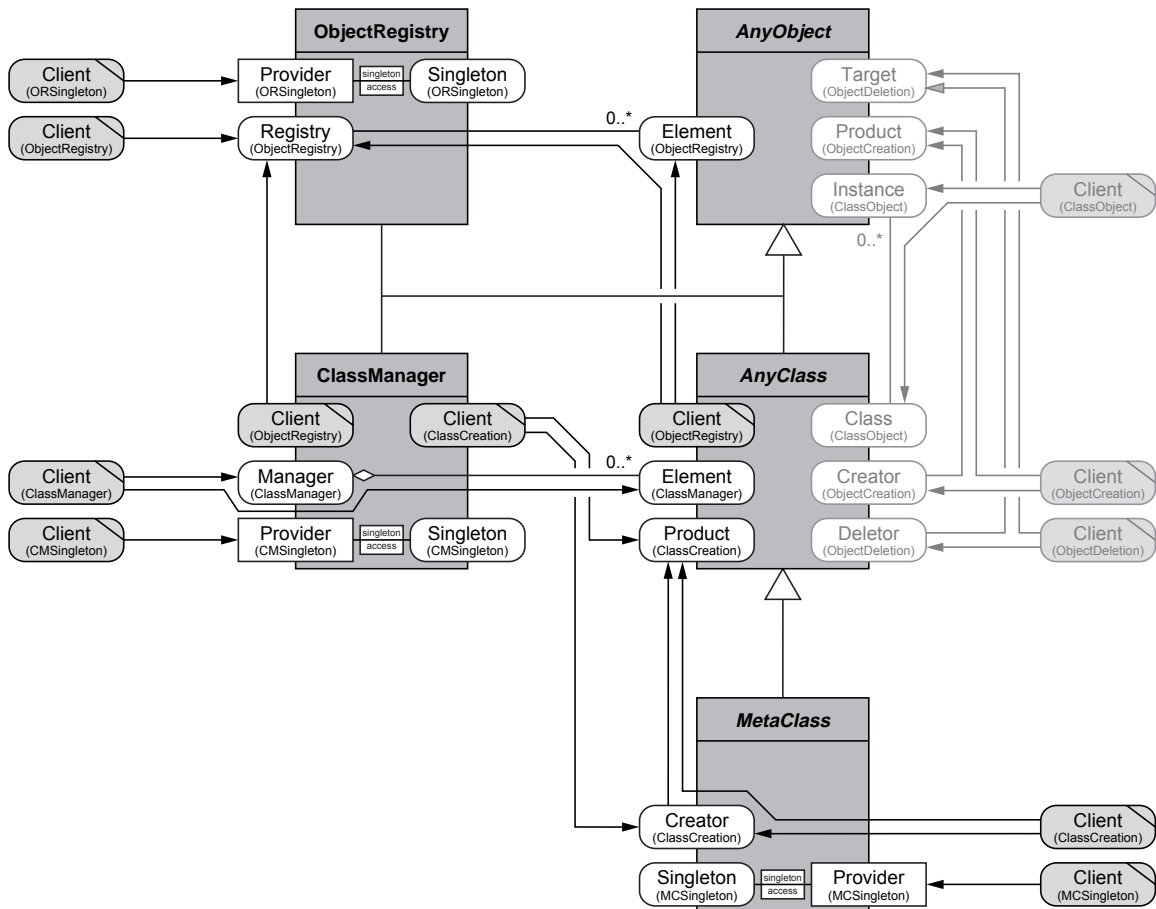 ObjectRegistry
AnyObject
Client
(ORSingleton)
Provider
(ORSingleton)
singleton
access
Singleton
(ORSingleton)
Target
(ObjectDeletion)
Client
(ObjectRegistry)
Registry
(ObjectRegistry)
0..*
Element
(ObjectRegistry)
Product
(ObjectCreation)
Instance
(ClassObject)
Client
(ClassObject)
0..*
ClassManager
AnyClass
Client
(ObjectRegistry)
Client
(ClassCreation)
Client
(ObjectRegistry)
Class
(ClassObject)
Client
(ClassManager)
Manager
(ClassManager)
0..*
Element
(ClassManager)
Creator
(ObjectCreation)
Client
(ObjectCreation)
Client
(CMSingleton)
Provider
(CMSingleton)
singleton
access
Singleton
(CMSingleton)
Product
(ClassCreation)
Deletor
(ObjectDeletion)
Client
(ObjectDeletion)
MetaClass
Creator
(ClassCreation)
Client
(ClassCreation)
Singleton
(MCSingleton)
singleton
access
Provider
(MCSingleton)
Client
(MCSingleton)